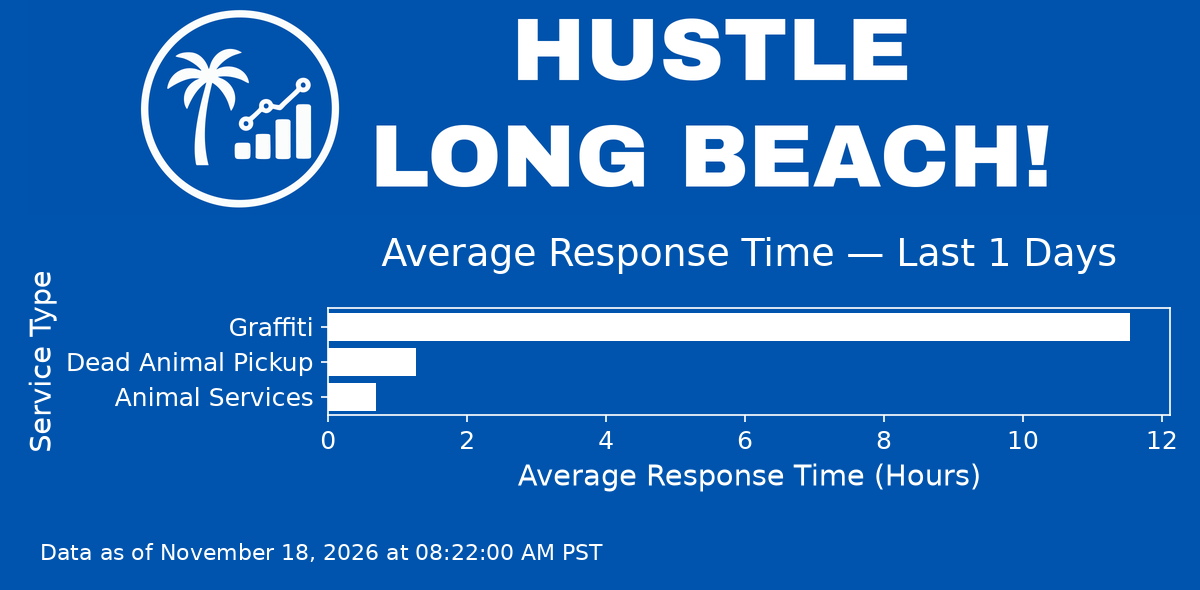 HUSTLE
LONG BEACH!
Average Response Time — Last 1 Days
Service Type
Graffiti
Dead Animal Pickup
Animal Services
0 2 4 6 8 10 12
Average Response Time (Hours)
Data as of November 18, 2026 at 08:22:00 AM PST